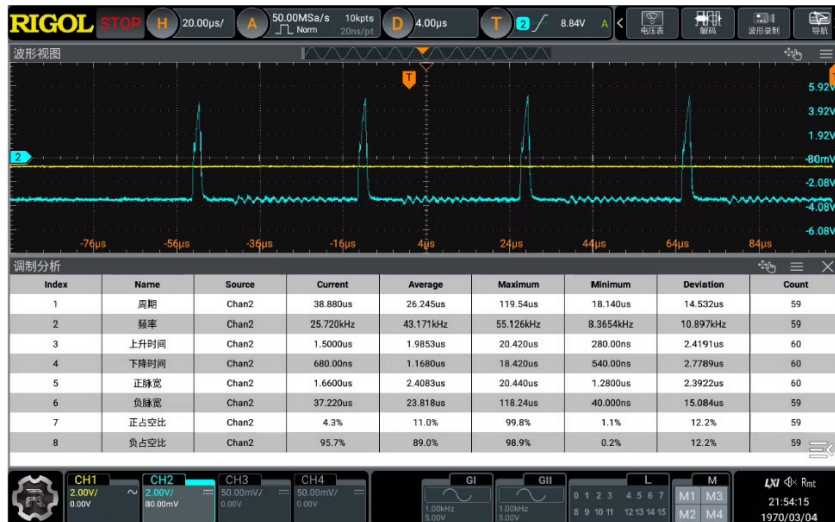 RIGOL STOP H 20.00μs/ A 50.00MSa/s Norm 10kpts 20ns/pt D 4.00μs T 2 8.84V A 电压表 解码 波形录制 导航
波形视图
T
5.92V
3.92V
1.92V
2 -80mV
-2.08V
-4.08V
-6.08V
-76μs -56μs -36μs -16μs 4μs 24μs 44μs 64μs 84μs
调制分析
Index Name Source Current Average Maximum Minimum Deviation Count
1 周期 Chan2 38.880us 26.245us 119.54us 18.140us 14.532us 59
2 频率 Chan2 25.720kHz 43.171kHz 55.126kHz 8.3654kHz 10.897kHz 59
3 上升时间 Chan2 1.5000us 1.9853us 20.420us 280.00ns 2.4191us 60
4 下降时间 Chan2 680.00ns 1.1680us 18.420us 540.00ns 2.7789us 60
5 正脉宽 Chan2 1.6600us 2.4083us 20.440us 1.2800us 2.3922us 60
6 负脉宽 Chan2 37.220us 23.818us 118.24us 40.000ns 15.084us 59
7 正占空比 Chan2 4.3% 11.0% 99.8% 1.1% 12.2% 59
8 负占空比 Chan2 95.7% 89.0% 98.9% 0.2% 12.2% 59
CH1 CH2 CH3 CH4 GI GII L M LXI Rmt
2.00V/ 2.00V/ 50.00mV/ 50.00mV/ 0 1 2 3 4 5 6 7 M1 M3
0.00V 80.00mV 0.00V 0.00V 1.00kHz 1.00kHz 8 9 10 11 12 13 14 15 M2 M4 21:54:15
5.00V 5.00V 1970/03/04